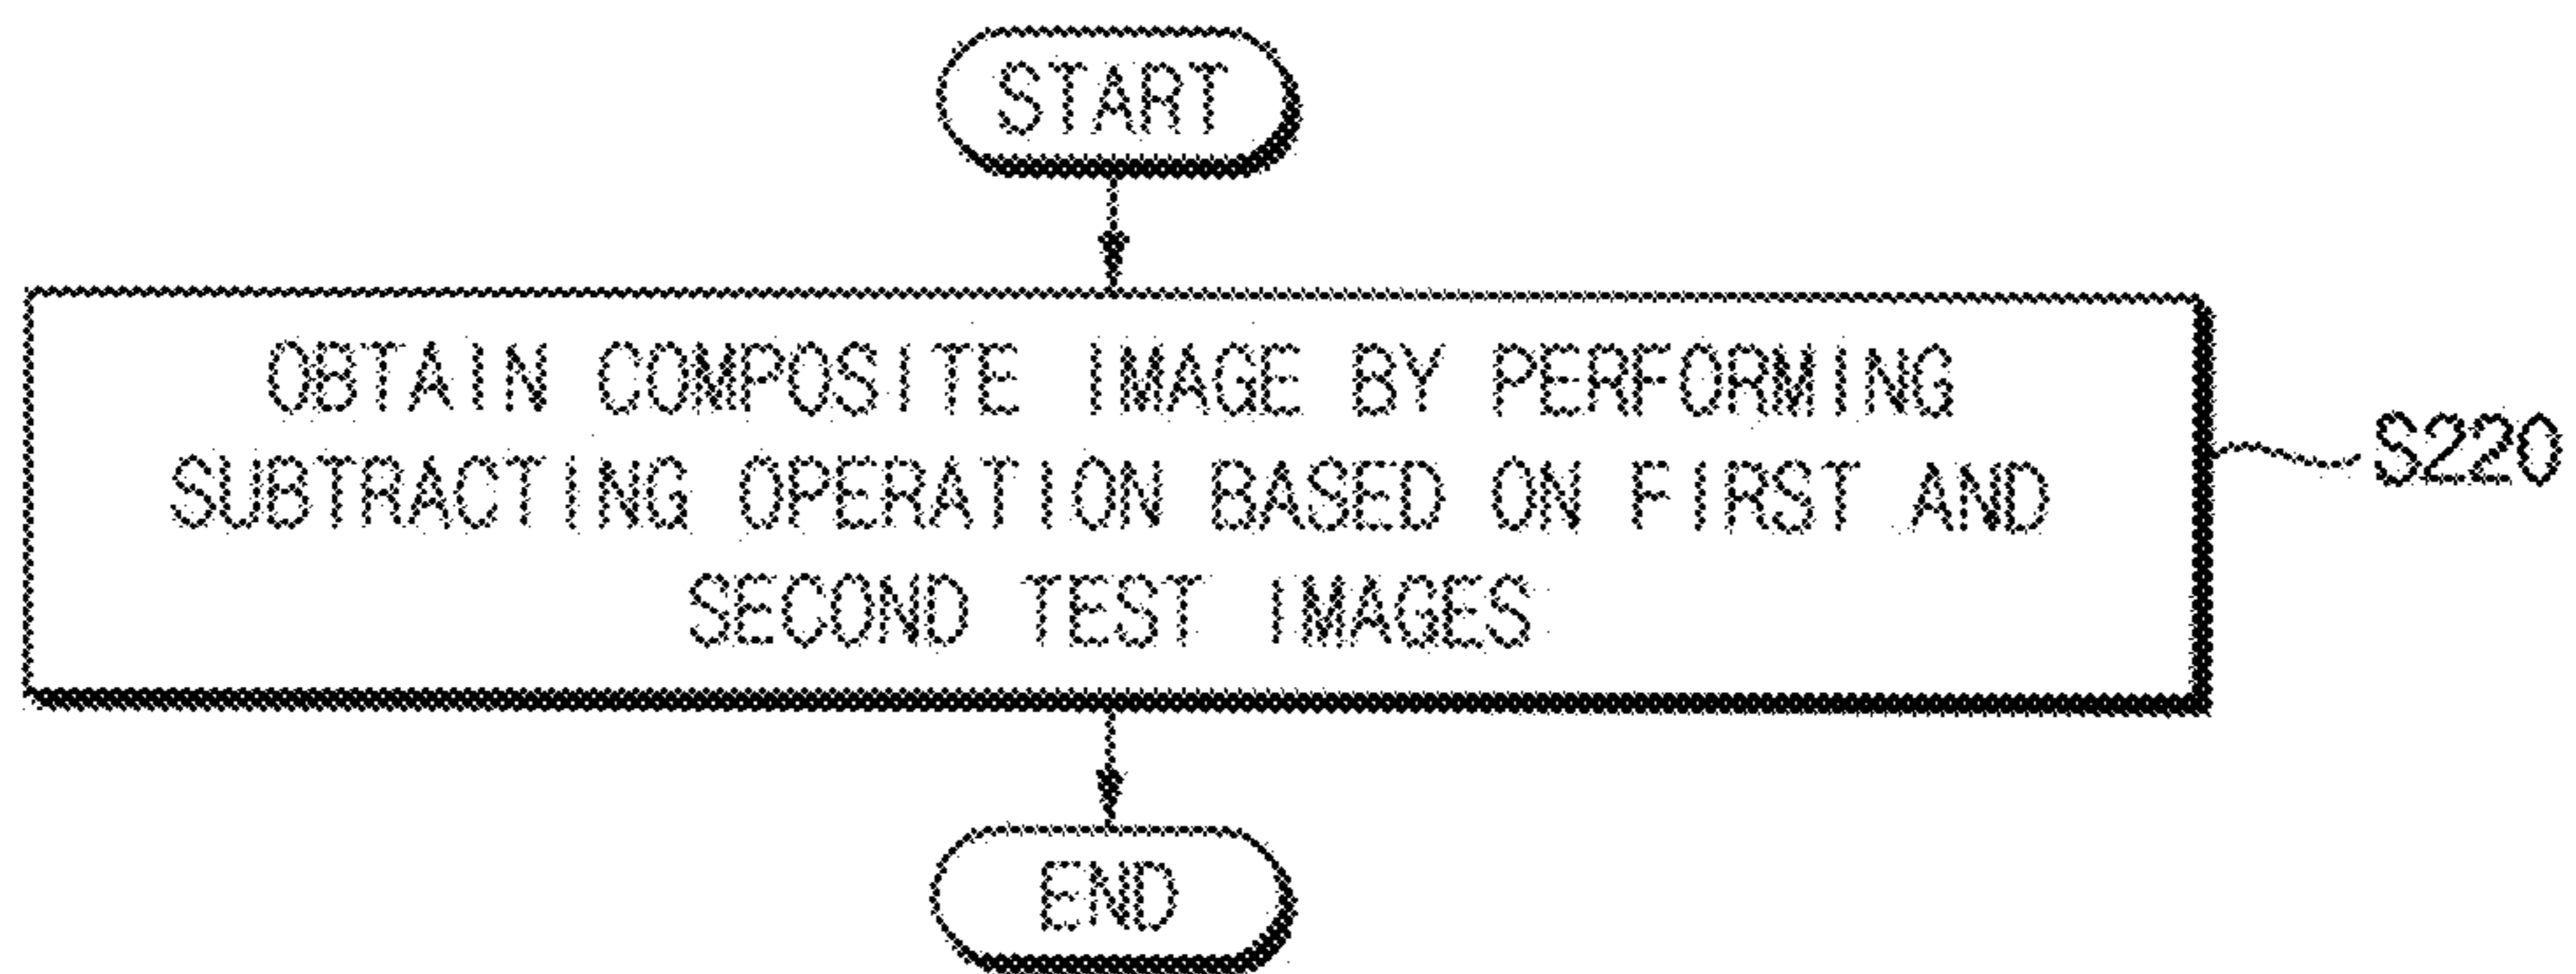 START
OBTAIN COMPOSITE IMAGE BY PERFORMING
SUBTRACTING OPERATION BASED ON FIRST AND
SECOND TEST IMAGES
S220
END